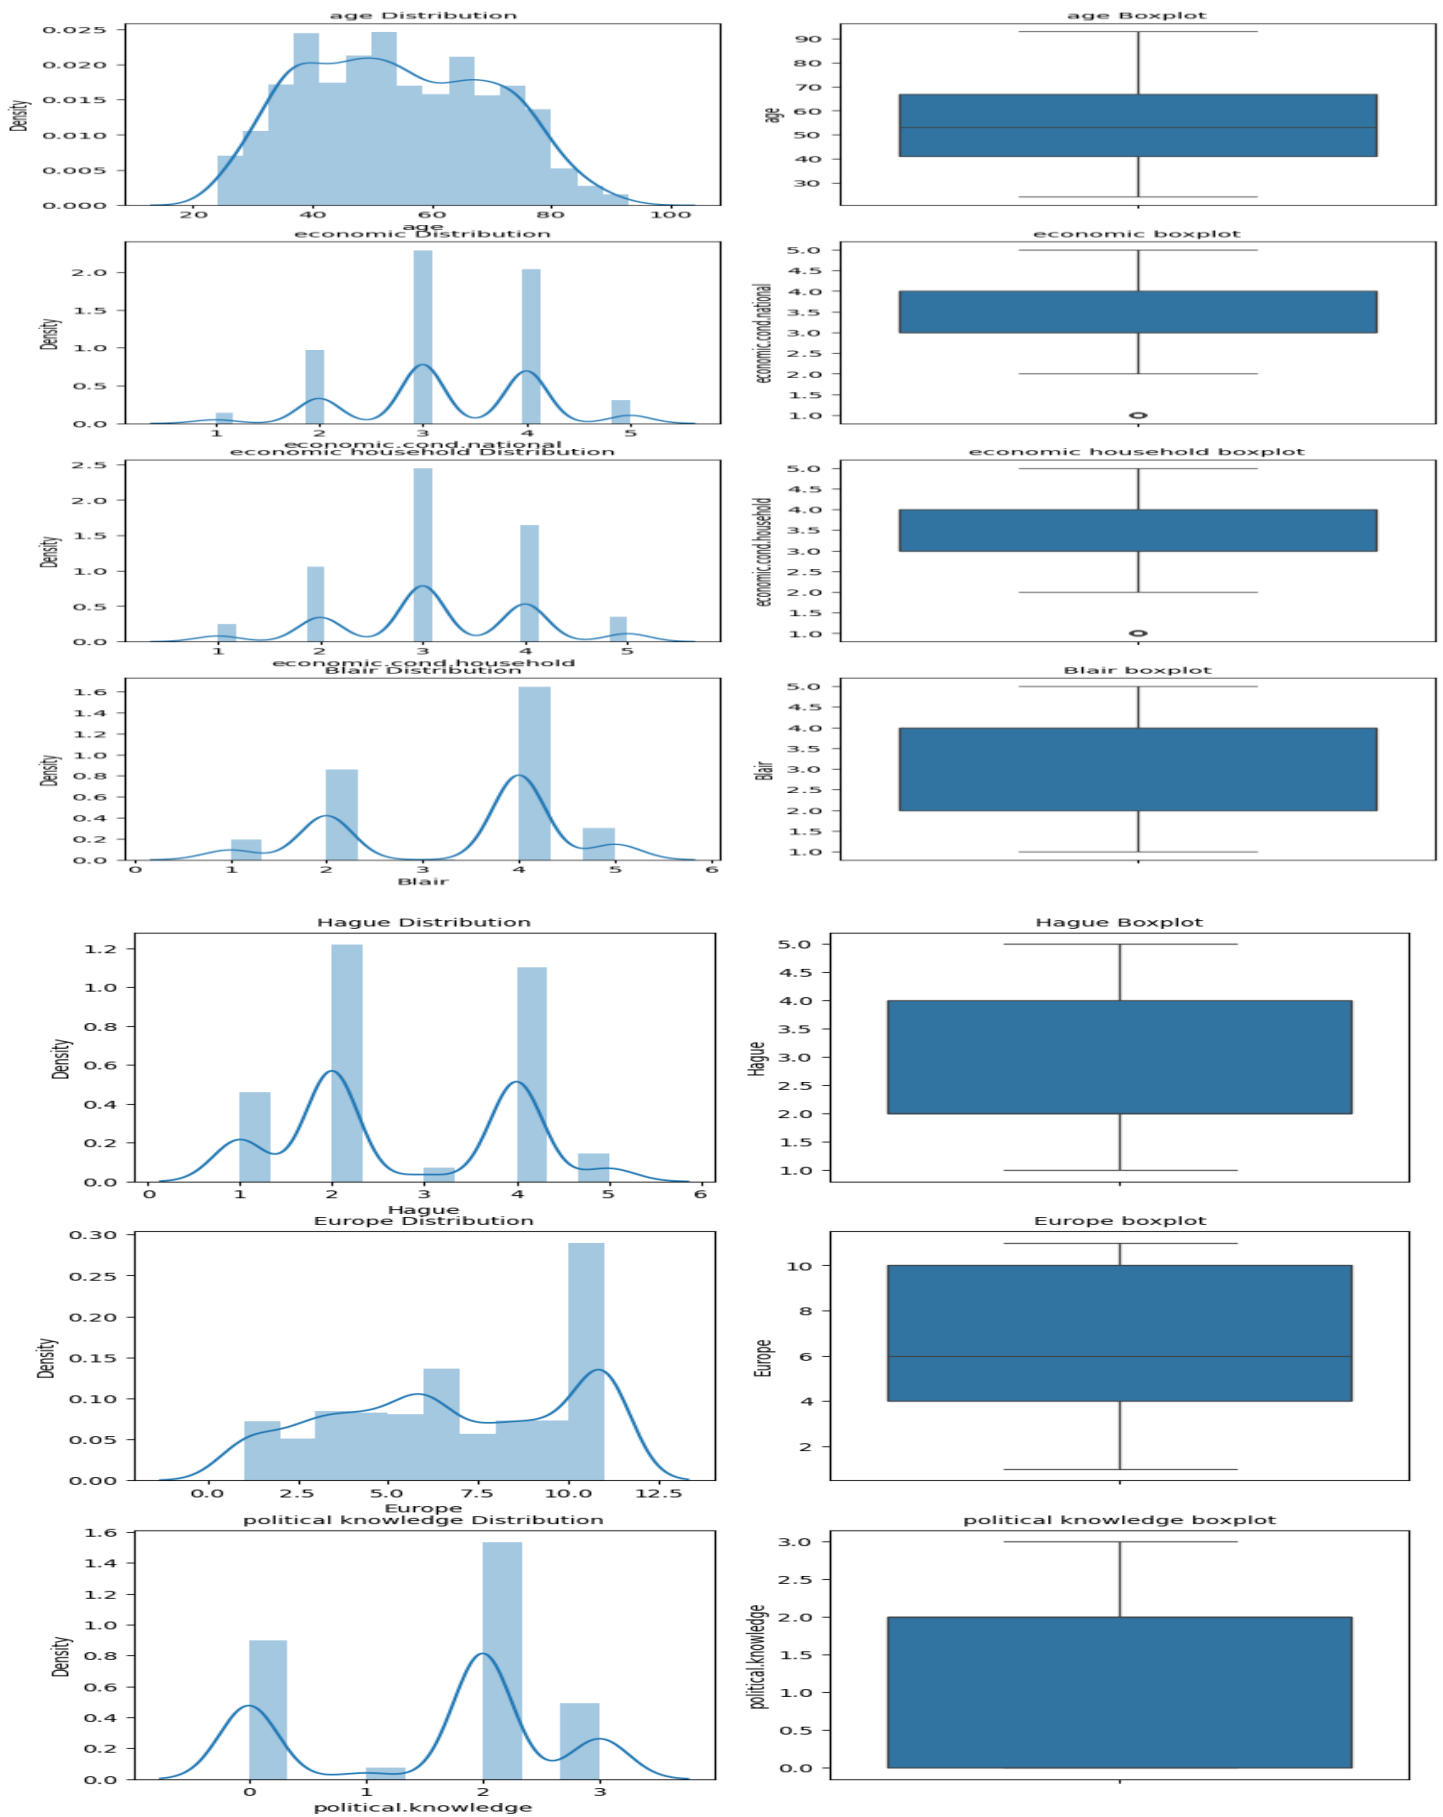 age Distribution
0.025
0.020
0.015
0.010
0.005
0.000
Density
20 40 60 80 100
age
age Boxplot
90
80
70
60
50
40
30
age
economic Distribution
2.0
1.5
1.0
0.5
0.0
Density
1 2 3 4 5
economic.cond.national
economic boxplot
5.0
4.5
4.0
3.5
3.0
2.5
2.0
1.5
1.0
economic.cond.national
economic household Distribution
2.5
2.0
1.5
1.0
0.5
0.0
Density
1 2 3 4 5
economic.cond.household
economic household boxplot
5.0
4.5
4.0
3.5
3.0
2.5
2.0
1.5
1.0
economic.cond.household
Blair Distribution
1.6
1.4
1.2
1.0
0.8
0.6
0.4
0.2
0.0
Density
0 1 2 3 4 5 6
Blair
Blair boxplot
5.0
4.5
4.0
3.5
3.0
2.5
2.0
1.5
1.0
Blair
Hague Distribution
1.2
1.0
0.8
0.6
0.4
0.2
0.0
Density
0 1 2 3 4 5 6
Hague
Hague Boxplot
5.0
4.5
4.0
3.5
3.0
2.5
2.0
1.5
1.0
Hague
Europe Distribution
0.30
0.25
0.20
0.15
0.10
0.05
0.00
Density
0.0 2.5 5.0 7.5 10.0 12.5
Europe
Europe boxplot
10
8
6
4
2
Europe
political knowledge Distribution
1.6
1.4
1.2
1.0
0.8
0.6
0.4
0.2
0.0
Density
0 1 2 3
political.knowledge
political knowledge boxplot
3.0
2.5
2.0
1.5
1.0
0.5
0.0
political.knowledge